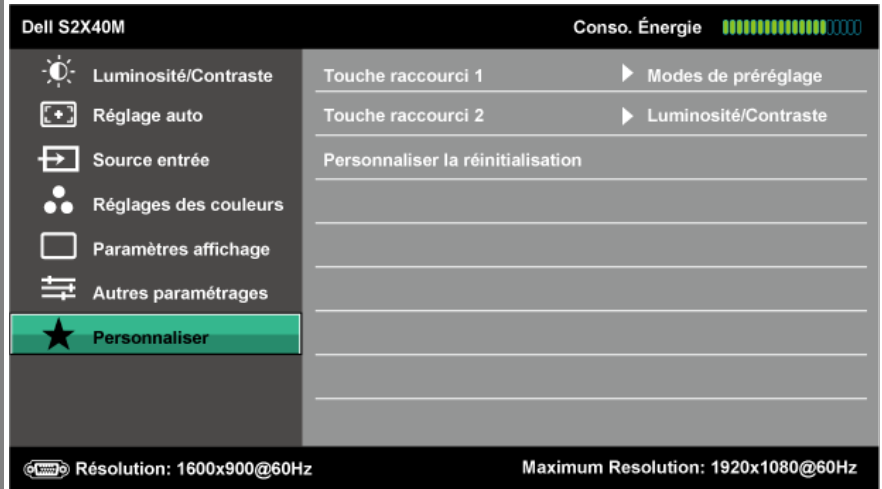 Dell S2X40M
Conso. Énergie
Luminosité/Contraste
Touche raccourci 1
Modes de préréglage
Réglage auto
Touche raccourci 2
Luminosité/Contraste
Source entrée
Personnaliser la réinitialisation
Réglages des couleurs
Paramètres affichage
Autres paramétrages
Personnaliser
Résolution: 1600x900@60Hz
Maximum Resolution: 1920x1080@60Hz